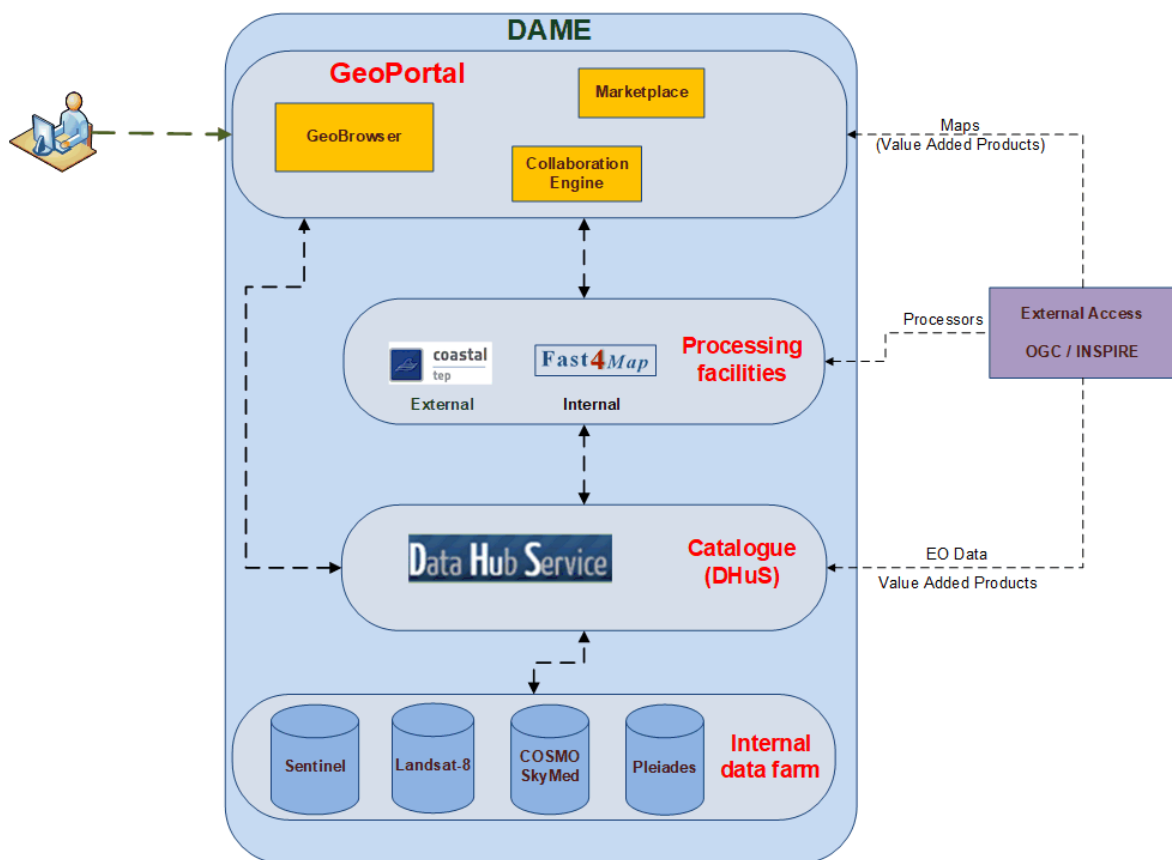 DAME
GeoPortal
Marketplace
GeoBrowser
Collaboration
Engine
Maps
(Value Added Products)
External Access
OGC / INSPIRE
Processors
coastal
tep
Fast4Map
Processing
facilities
External
Internal
Data Hub Service
Catalogue
(DHuS)
EO Data
Value Added Products
Sentinel
Landsat-8
COSMO
SkyMed
Pleiades
Internal
data farm